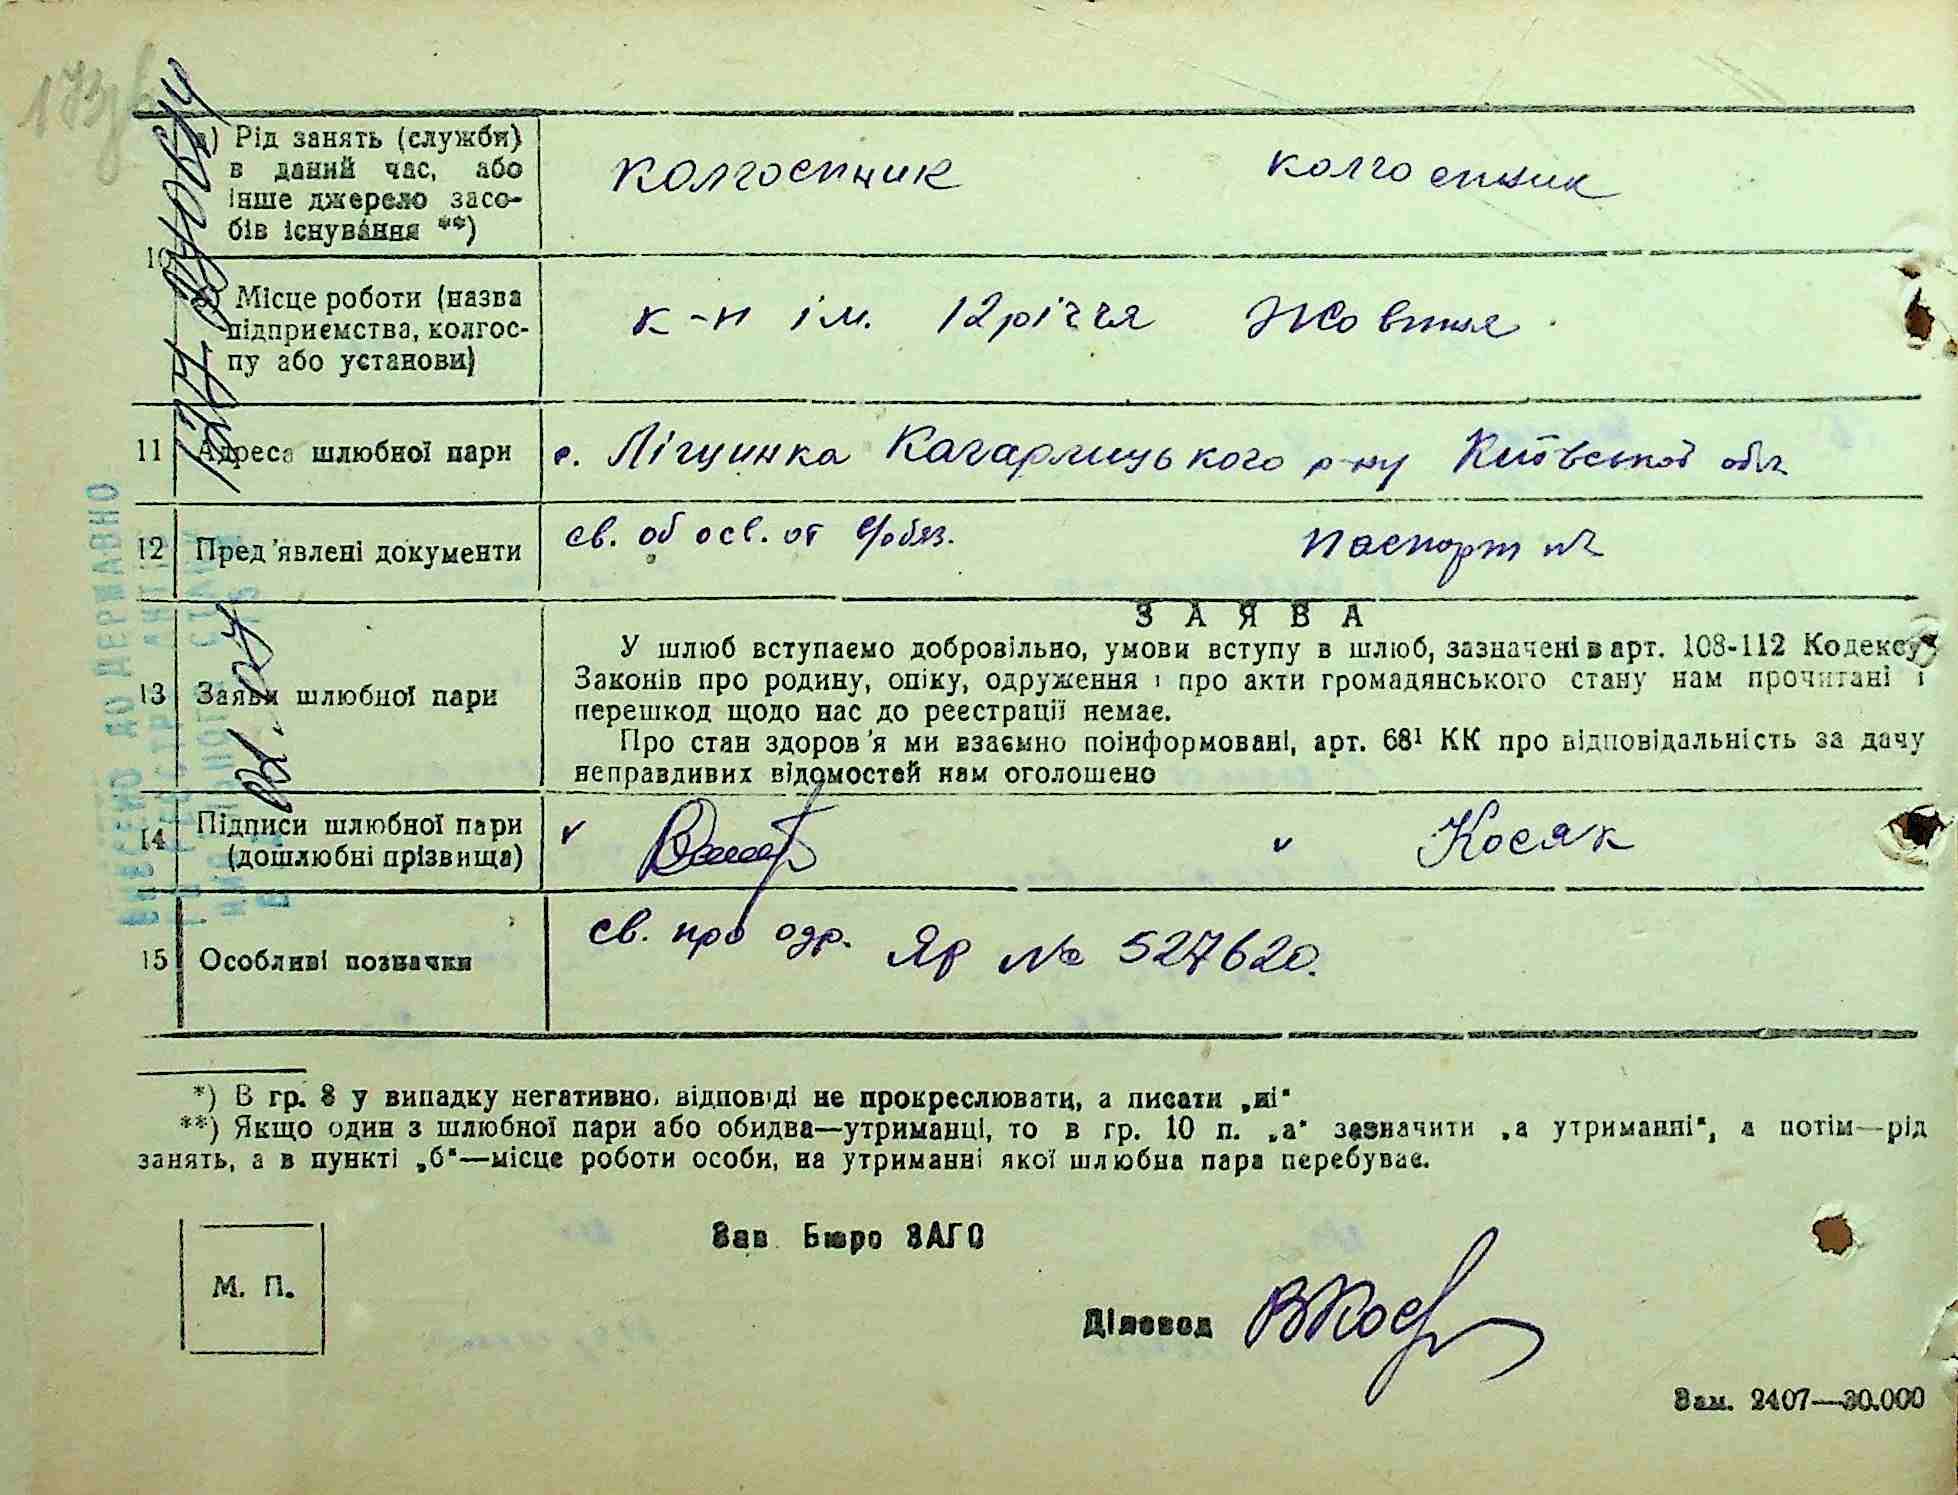 а) Рід занять (служби)
в даний час, або
інше джерело засо-
бів існування **)
колгоспник колгоспник
10
б) Місце роботи (назва
підприємства, колгос-
пу або установи)
к-п ім. 12річчя Жовтня
11 Адреса шлюбної пари
с. Кагарлицького р-ну Київської обл
12 Пред'явлені документи
св. об осв. от в/обяз. паспорт
ЗАЯВА
13 Заяви шлюбної пари
У шлюб вступаємо добровільно, умови вступу в шлюб, зазначені в арт. 108-112 Кодексу
Законів про родину, опіку, одруження і про акти громадянського стану нам прочитані і
перешкод щодо нас до реєстрації немає.
Про стан здоров'я ми взаємно поінформовані, арт. 68¹ КК про відповідальність за дачу
неправдивих відомостей нам оголошено
14 Підписи шлюбної пари
(дошлюбні прізвища)
Косяк
15 Особливі позначки
св. про одр. ЯР № 527620.
*) В гр. 8 у випадку негативно, відповіді не прокреслювати, а писати „ні“
**) Якщо один з шлюбної пари або обидва—утриманці, то в гр. 10 п. „а“ зазначити „а утриманні“, а потім—рід
занять, а в пункті „б“—місце роботи особи, на утриманні якої шлюбна пара перебуває.
Зав Бюро ЗАГС
М. П.
Діловод
Зам. 2407—30.000
ВНЕСЕНО ДО ДЕРЖАВНО